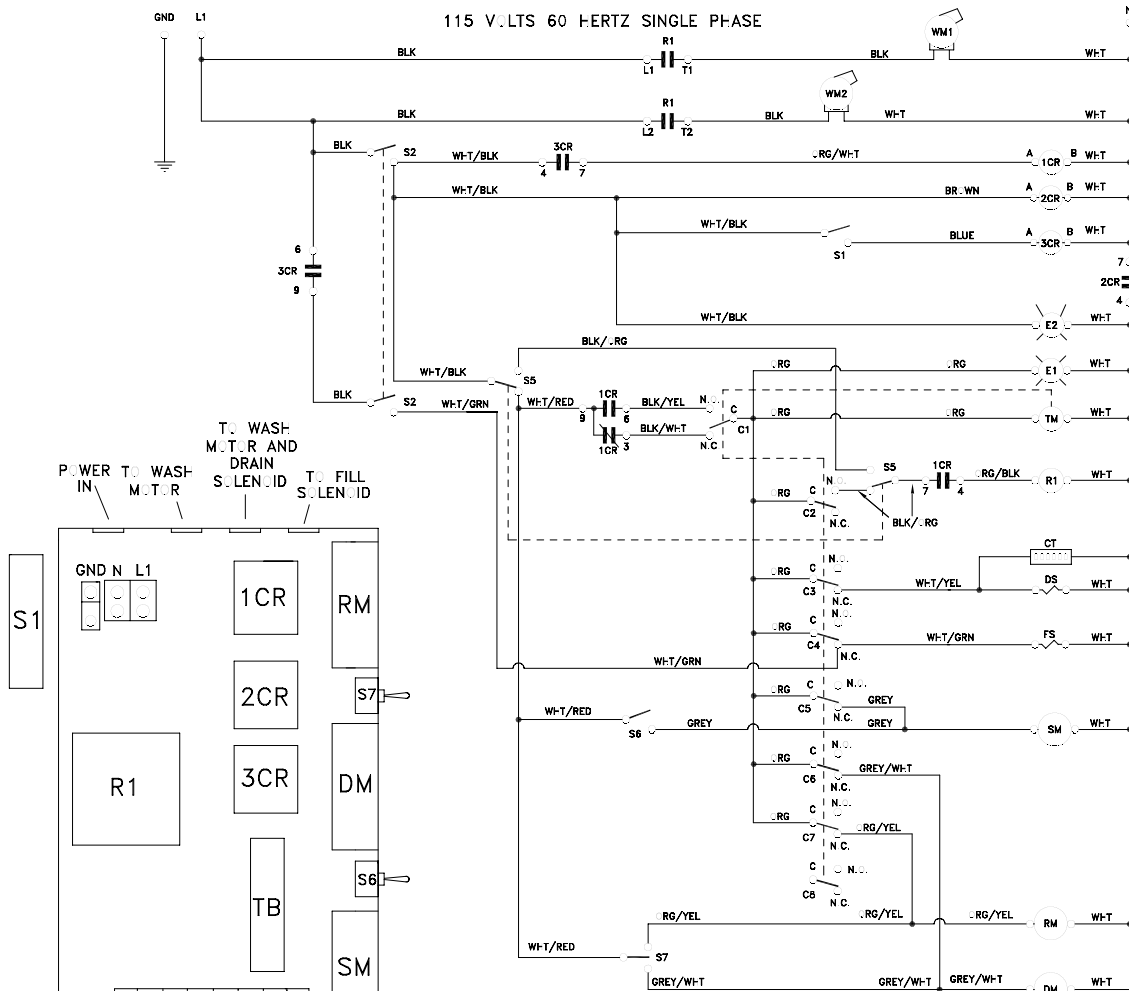 115 VOLTS 60 HERTZ SINGLE PHASE
GND L1
N
BLK L1 R1 T1 BLK WM1 WHT
BLK L2 R1 T2 BLK WM2 WHT WHT
BLK S2 WHT/BLK 4 3CR 7 ORG/WHT A 1CR B WHT
WHT/BLK BROWN A 2CR B WHT
WHT/BLK S1 BLUE A 3CR B WHT
6
3CR
9
7
2CR
4
WHT/BLK E2 WHT
BLK/ORG
WHT/BLK S5 ORG ORG E1 WHT
BLK S2 WHT/GRN WHT/RED 9 1CR 6 BLK/YEL N.O. C C1 ORG ORG TM WHT
1CR 3 BLK/WHT N.C
S5
ORG C C2 N.O. N.C. BLK/ORG 7 1CR 4 ORG/BLK R1 WHT
CT
ORG C C3 N.O. N.C. WHT/YEL DS WHT
ORG C C4 N.O. N.C. WHT/GRN FS WHT
WHT/GRN
ORG C C5 N.O. N.C. GREY
WHT/RED S6 GREY GREY SM WHT
ORG C C6 N.O. N.C. GREY/WHT
ORG C C7 N.O. N.C. ORG/YEL
C C8 N.O. N.C.
ORG/YEL ORG/YEL ORG/YEL RM WHT
WHT/RED S7
GREY/WHT GREY/WHT DM WHT
POWER
IN
TO WASH
MOTOR
TO WASH
MOTOR AND
DRAIN
SOLENOID
TO FILL
SOLENOID
S1
GND N L1
1CR
RM
2CR
S7
R1
3CR
DM
TB
S6
SM